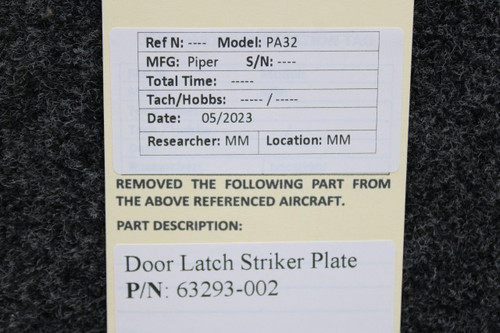 Ref N: ---- Model: PA32
MFG: Piper S/N: ----
Total Time: -----
Tach/Hobbs: ----- / -----
Date: 05/2023
Researcher: MM Location: MM
REMOVED THE FOLLOWING PART FROM
THE ABOVE REFERENCED AIRCRAFT.
PART DESCRIPTION:
Door Latch Striker Plate
P/N: 63293-002